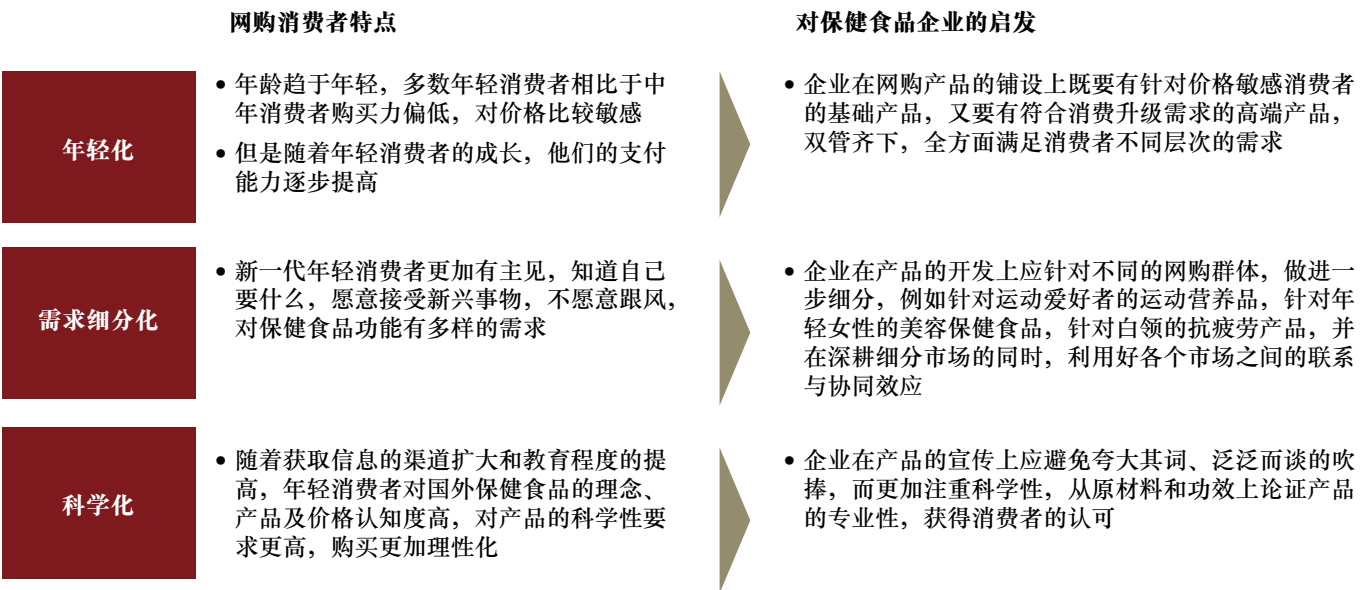 网购消费者特点
对保健食品企业的启发
年轻化
• 年龄趋于年轻，多数年轻消费者相比于中
年消费者购买力偏低，对价格比较敏感
• 但是随着年轻消费者的成长，他们的支付
能力逐步提高
• 企业在网购产品的铺设上既要有针对价格敏感消费者
的基础产品，又要有符合消费升级需求的高端产品，
双管齐下，全方面满足消费者不同层次的需求
需求细分化
• 新一代年轻消费者更加有主见，知道自己
要什么，愿意接受新兴事物，不愿意跟风，
对保健食品功能有多样的需求
• 企业在产品的开发上应针对不同的网购群体，做进一
步细分，例如针对运动爱好者的运动营养品，针对年
轻女性的美容保健食品，针对白领的抗疲劳产品，并
在深耕细分市场的同时，利用好各个市场之间的联系
与协同效应
科学化
• 随着获取信息的渠道扩大和教育程度的提
高，年轻消费者对国外保健食品的理念、
产品及价格认知度高，对产品的科学性要
求更高，购买更加理性化
• 企业在产品的宣传上应避免夸大其词、泛泛而谈的吹
捧，而更加注重科学性，从原材料和功效上论证产品
的专业性，获得消费者的认可